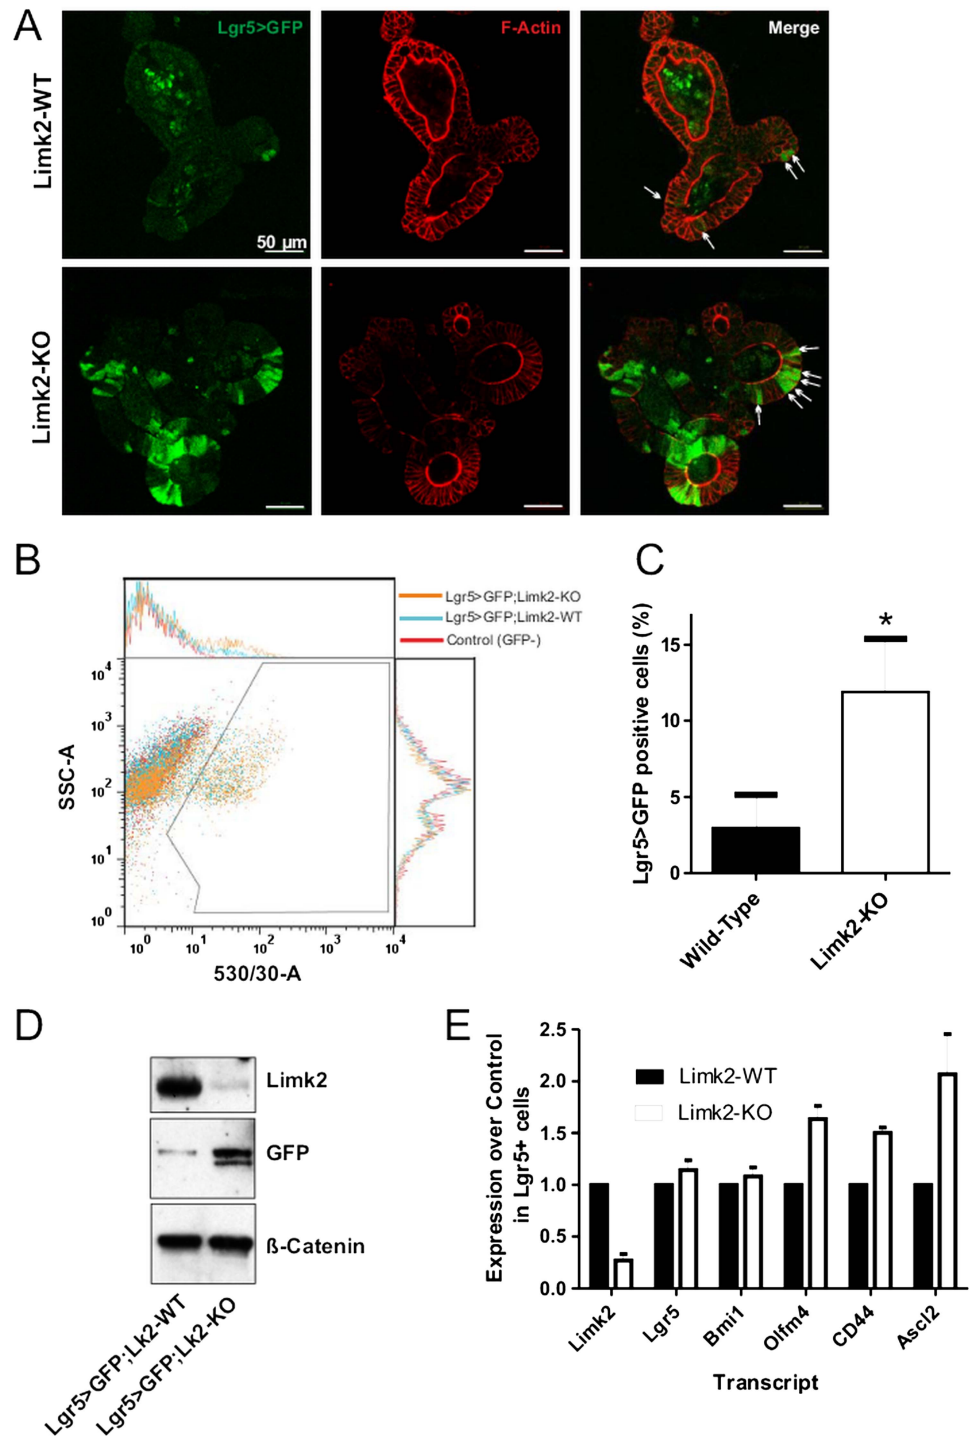 A
Lgr5>GFP
F-Actin
Merge
Limk2-WT
50 µm
Limk2-KO
B
Lgr5>GFP;Limk2-KO
Lgr5>GFP;Limk2-WT
Control (GFP-)
SSC-A
10^4
10^3
10^2
10^1
10^0
10^0 10^1 10^2 10^3 10^4
530/30-A
C
Lgr5>GFP positive cells (%)
15
10
5
0
*
Wild-Type
Limk2-KO
D
Limk2
GFP
ß-Catenin
Lgr5>GFP;Lk2-WT
Lgr5>GFP;Lk2-KO
E
Expression over Control
in Lgr5+ cells
2.5
2.0
1.5
1.0
0.5
0.0
Limk2-WT
Limk2-KO
Limk2
Lgr5
Bmi1
Olfm4
CD44
Ascl2
Transcript